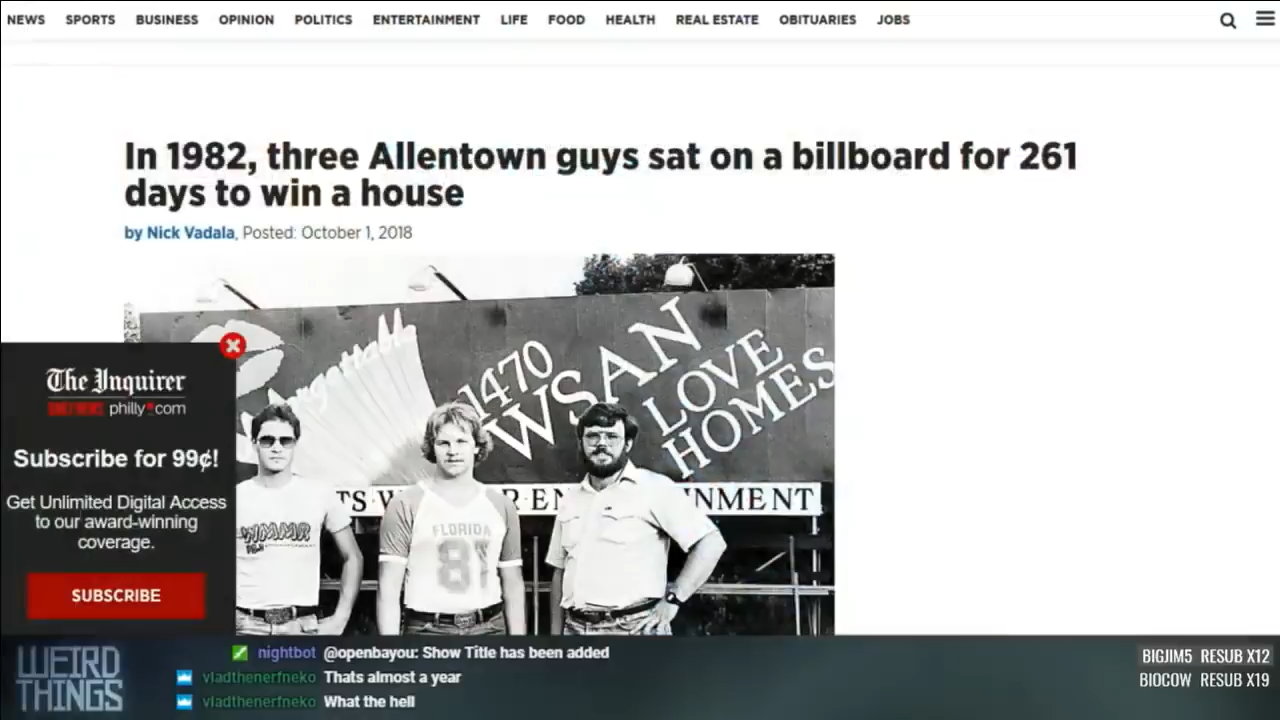 NEWS SPORTS BUSINESS OPINION POLITICS ENTERTAINMENT LIFE FOOD HEALTH REAL ESTATE OBITUARIES JOBS
In 1982, three Allentown guys sat on a billboard for 261
days to win a house
by Nick Vadala, Posted: October 1, 2018
1470
WSAN
LOVE
HOMES
NMENT
WMMR
FLORIDA
81
The Inquirer
philly.com
Subscribe for 99¢!
Get Unlimited Digital Access
to our award-winning
coverage.
SUBSCRIBE
WEIRD
THINGS
nightbot @openbayou: Show Title has been added
vladthenerfneko Thats almost a year
vladthenerfneko What the hell
BIGJIM5 RESUB X12
BIOCOW RESUB X19